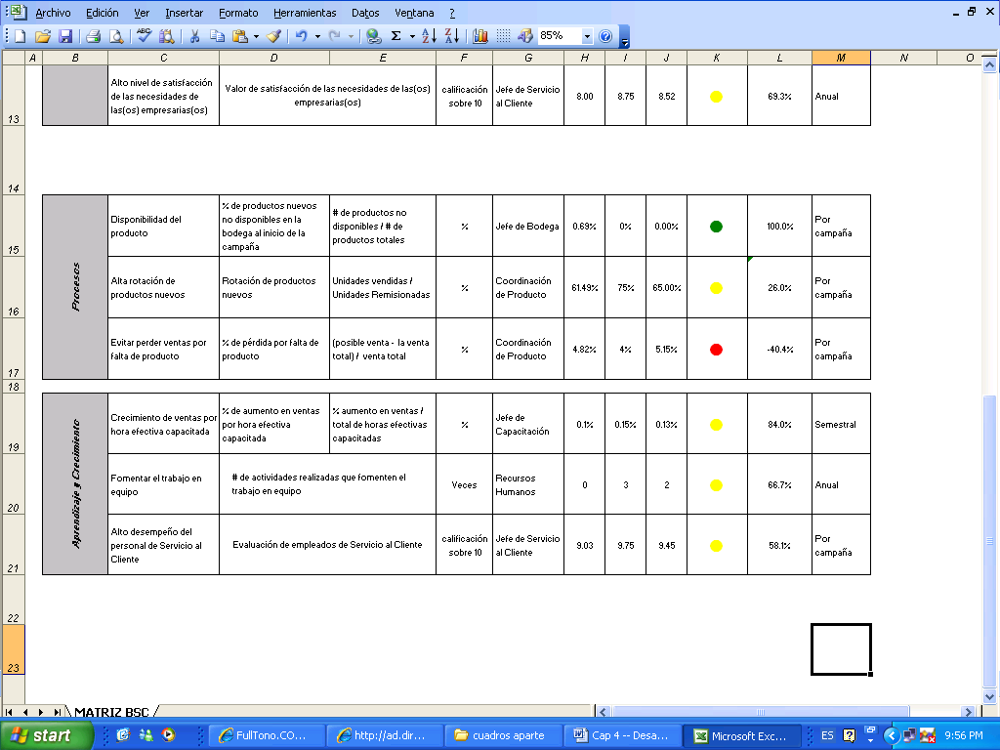 Archivo Edición Ver Insertar Formato Herramientas Datos Ventana ?
85%
A B C D E F G H I J K L M N O
13
Alto nivel de satisfacción
de las necesidades de
las(os) empresarias(os)
Valor de satisfacción de las necesidades de las(os)
empresarias(os)
calificación
sobre 10
Jefe de Servicio
al Cliente
8.00 8.75 8.52 69.3% Anual
14
Procesos
15
Disponibilidad del
producto
% de productos nuevos
no disponibles en la
bodega al inicio de la
campaña
# de productos no
disponibles / # de
productos totales
%
Jefe de Bodega
0.69% 0% 0.00% 100.0%
Por
campaña
16
Alta rotación de
productos nuevos
Rotación de productos
nuevos
Unidades vendidas /
Unidades Remisionadas
%
Coordinación
de Producto
61.49% 75% 65.00% 26.0%
Por
campaña
17
Evitar perder ventas por
falta de producto
% de pérdida por falta de
producto
(posible venta - la venta
total) / venta total
%
Coordinación
de Producto
4.82% 4% 5.15% -40.4%
Por
campaña
18
Aprendizaje y Crecimiento
19
Crecimiento de ventas por
hora efectiva capacitada
% de aumento en ventas
por hora efectiva
capacitada
% aumento en ventas /
total de horas efectivas
capacitadas
%
Jefe de
Capacitación
0.1% 0.15% 0.13% 84.0% Semestral
20
Fomentar el trabajo en
equipo
# de actividades realizadas que fomenten el
trabajo en equipo
Veces
Recursos
Humanos
0 3 2 66.7% Anual
21
Alto desempeño del
personal de Servicio al
Cliente
Evaluación de empleados de Servicio al Cliente
calificación
sobre 10
Jefe de Servicio
al Cliente
9.03 9.75 9.45 58.1%
Por
campaña
22
23
MATRIZ BSC
start FullTono.CO... http://ad.dir... cuadros aparte Cap 4 -- Desa... Microsoft Exc... ES 9:56 PM